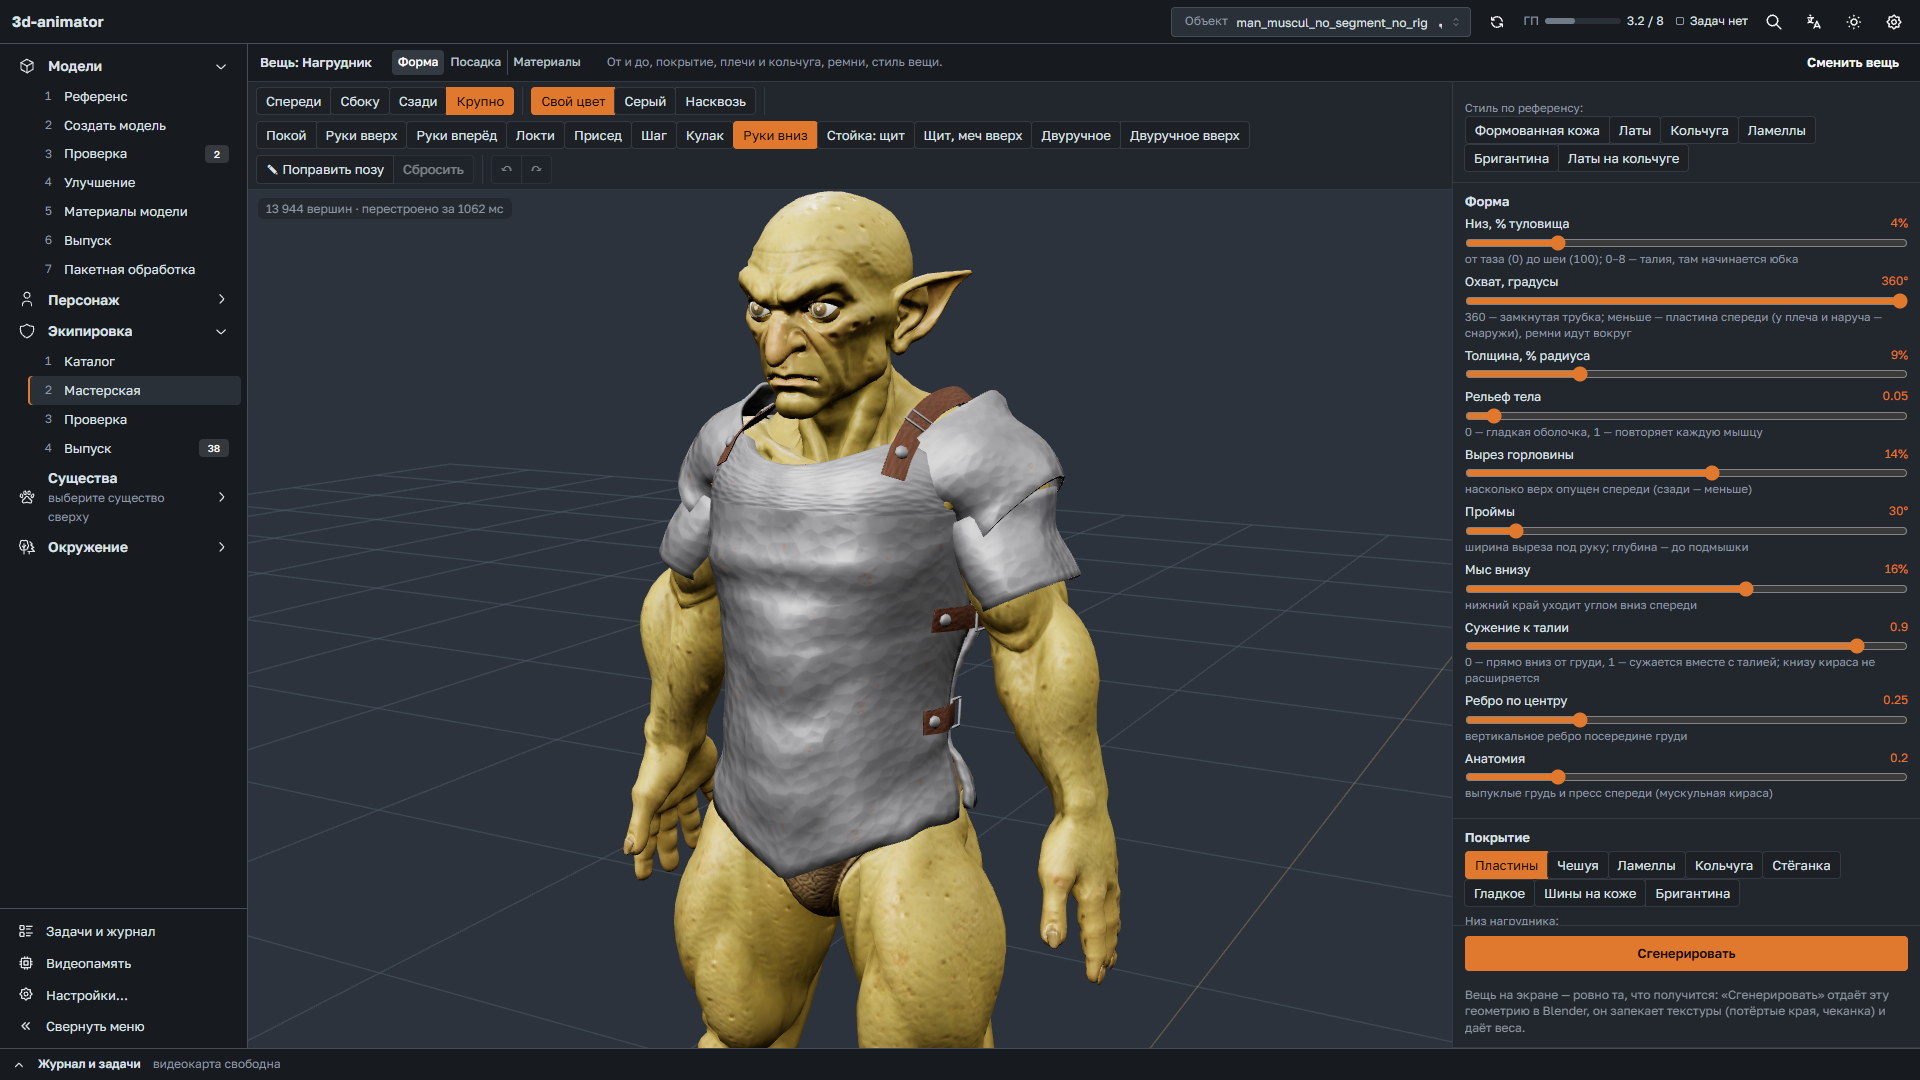 3d-animator
Объект man_muscul_no_segment_no_rig
ГП 3.2 / 8 Задач нет
Модели
1 Референс
2 Создать модель
3 Проверка 2
4 Улучшение
5 Материалы модели
6 Выпуск
7 Пакетная обработка
Персонаж
Экипировка
1 Каталог
2 Мастерская
3 Проверка
4 Выпуск 38
Существа
выберите существо
сверху
Окружение
Задачи и журнал
Видеопамять
Настройки...
Свернуть меню
Журнал и задачи видеокарта свободна
Вещь: Нагрудник Форма Посадка Материалы От и до, покрытие, плечи и кольчуга, ремни, стиль вещи. Сменить вещь
Спереди Сбоку Сзади Крупно Свой цвет Серый Насквозь
Покой Руки вверх Руки вперёд Локти Присед Шаг Кулак Руки вниз Стойка: щит Щит, меч вверх Двуручное Двуручное вверх
Поправить позу Сбросить
13 944 вершин · перестроено за 1062 мс
Стиль по референсу:
Формованная кожа Латы Кольчуга Ламеллы
Бригантина Латы на кольчуге
Форма
Низ, % туловища 4%
от таза (0) до шеи (100); 0–8 — талия, там начинается юбка
Охват, градусы 360°
360 — замкнутая трубка; меньше — пластина спереди (у плеча и наруча —
снаружи), ремни идут вокруг
Толщина, % радиуса 9%
Рельеф тела 0.05
0 — гладкая оболочка, 1 — повторяет каждую мышцу
Вырез горловины 14%
насколько верх опущен спереди (сзади — меньше)
Проймы 30°
ширина выреза под руку; глубина — до подмышки
Мыс внизу 16%
нижний край уходит углом вниз спереди
Сужение к талии 0.9
0 — прямо вниз от груди, 1 — сужается вместе с талией; книзу кираса не
расширяется
Ребро по центру 0.25
вертикальное ребро посередине груди
Анатомия 0.2
выпуклые грудь и пресс спереди (мускульная кираса)
Покрытие
Пластины Чешуя Ламеллы Кольчуга Стёганка
Гладкое Шины на коже Бригантина
Низ нагрудника:
Сгенерировать
Вещь на экране — ровно та, что получится: «Сгенерировать» отдаёт эту
геометрию в Blender, он запекает текстуры (потёртые края, чеканка) и
даёт веса.